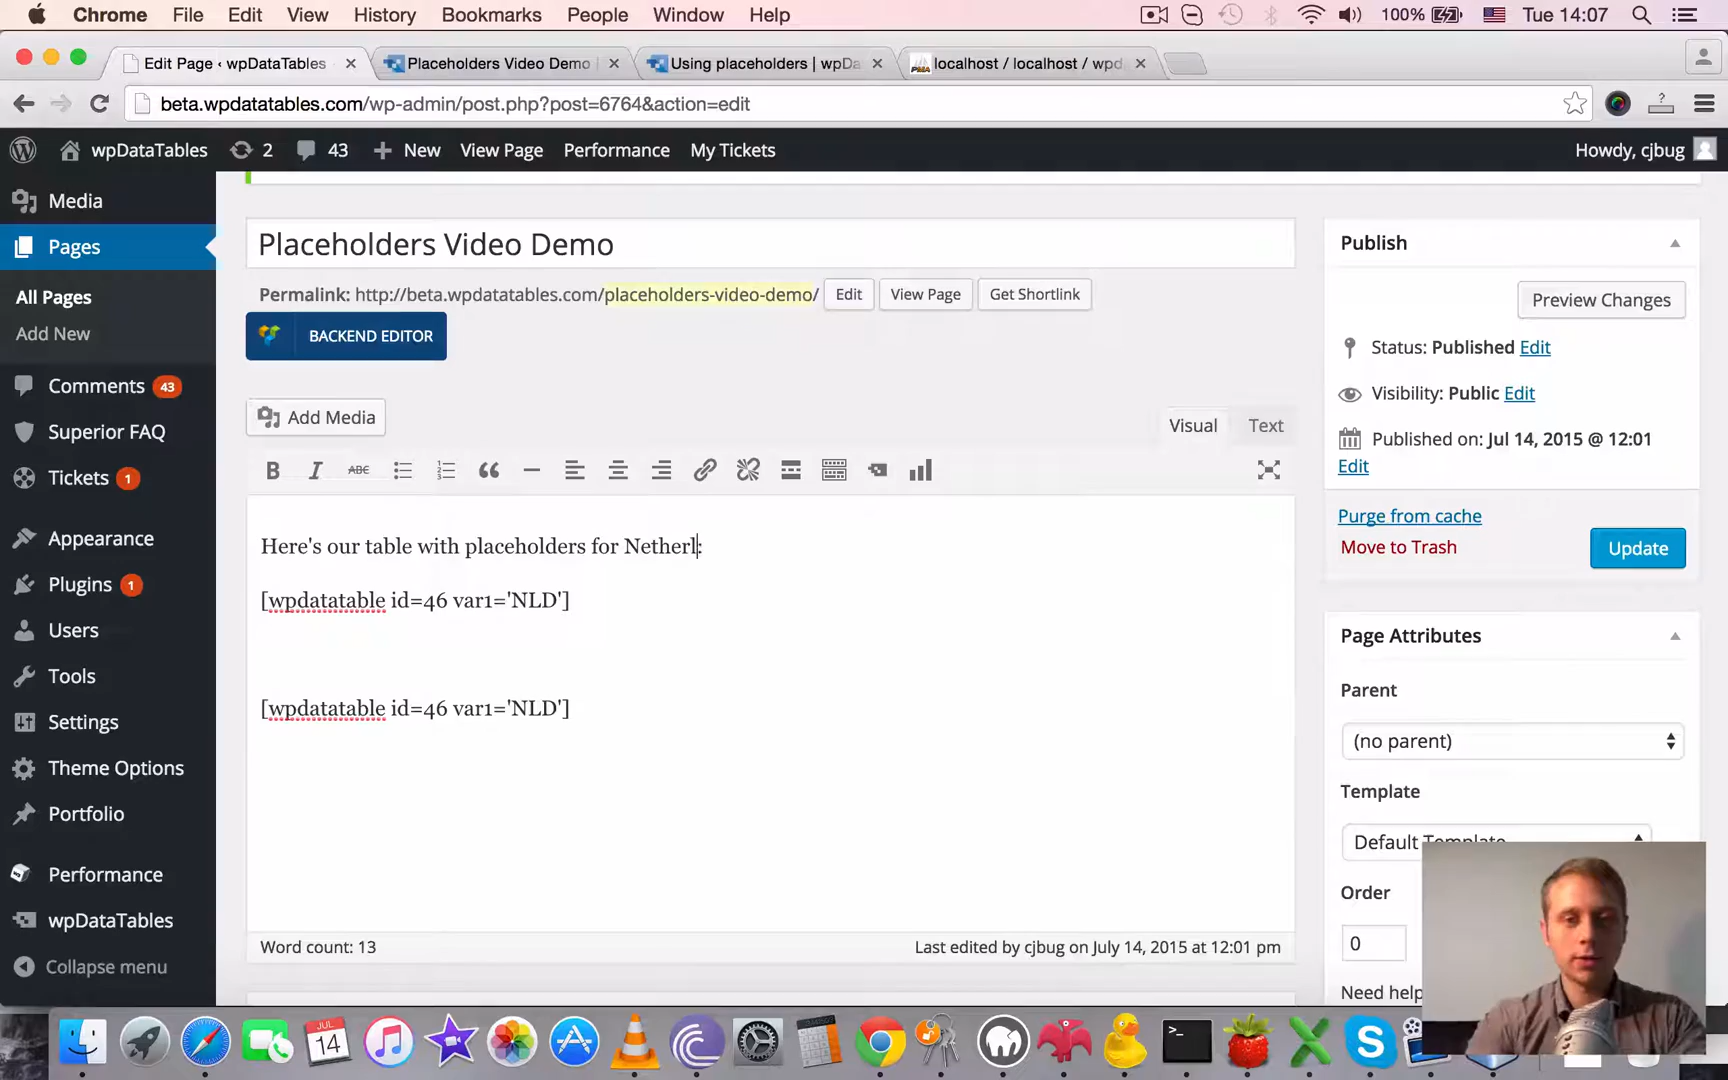 Chrome File Edit View History Bookmarks People Window Help 100% Tue 14:07
Edit Page ‹ wpDataTables Placeholders Video Demo Using placeholders | wpDa localhost / localhost / wpd
beta.wpdatatables.com/wp-admin/post.php?post=6764&action=edit
wpDataTables 2 43 New View Page Performance My Tickets Howdy, cjbug
Media
Pages
All Pages
Add New
Comments 43
Superior FAQ
Tickets 1
Appearance
Plugins 1
Users
Tools
Settings
Theme Options
Portfolio
Performance
wpDataTables
Collapse menu
Placeholders Video Demo
Permalink: http://beta.wpdatatables.com/placeholders-video-demo/ Edit View Page Get Shortlink
BACKEND EDITOR
Add Media
Visual Text
B I ABC
Here's our table with placeholders for Netherl:
[wpdatatable id=46 var1='NLD']
[wpdatatable id=46 var1='NLD']
Word count: 13 Last edited by cjbug on July 14, 2015 at 12:01 pm
Publish
Preview Changes
Status: Published Edit
Visibility: Public Edit
Published on: Jul 14, 2015 @ 12:01
Edit
Purge from cache
Move to Trash
Update
Page Attributes
Parent
(no parent)
Template
Default Template
Order
0
Need help
JUL
14